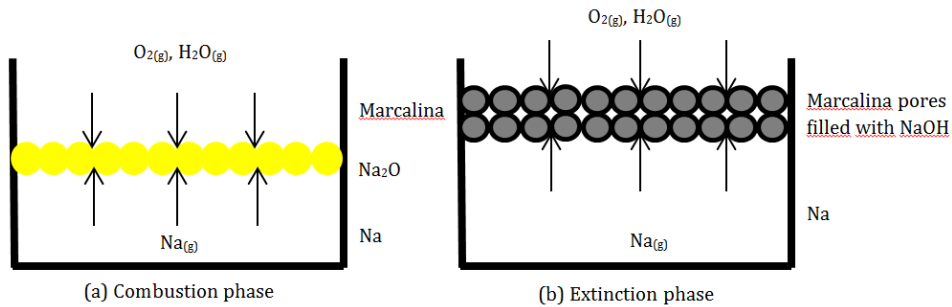 O2(g), H2O(g)
Marcalina
Na2O
Na
Na(g)
(a) Combustion phase
O2(g), H2O(g)
Marcalina pores
filled with NaOH
Na
Na(g)
(b) Extinction phase